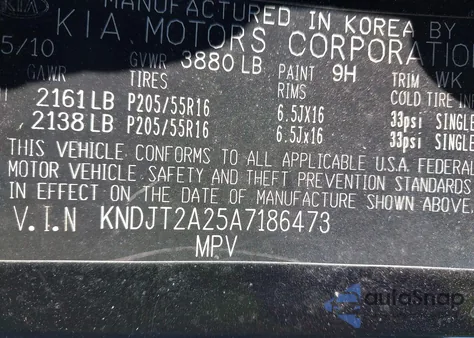 KIA MANUFACTURED IN KOREA BY
5/10 KIA MOTORS CORPORATION
GAWR GVWR 3880 LB PAINT 9H TRIM WK
TIRES RIMS COLD TIRE
2161 LB P205/55R16 6.5Jx16 33psi SINGLE
2138 LB P205/55R16 6.5Jx16 33psi SINGLE
THIS VEHICLE CONFORMS TO ALL APPLICABLE U.S.A. FEDERAL
MOTOR VEHICLE SAFETY AND THEFT PREVENTION STANDARDS
IN EFFECT ON THE DATE OF MANUFACTURE SHOWN ABOVE.
V.I.N KNDJT2A25A7186473
MPV
autoSnap